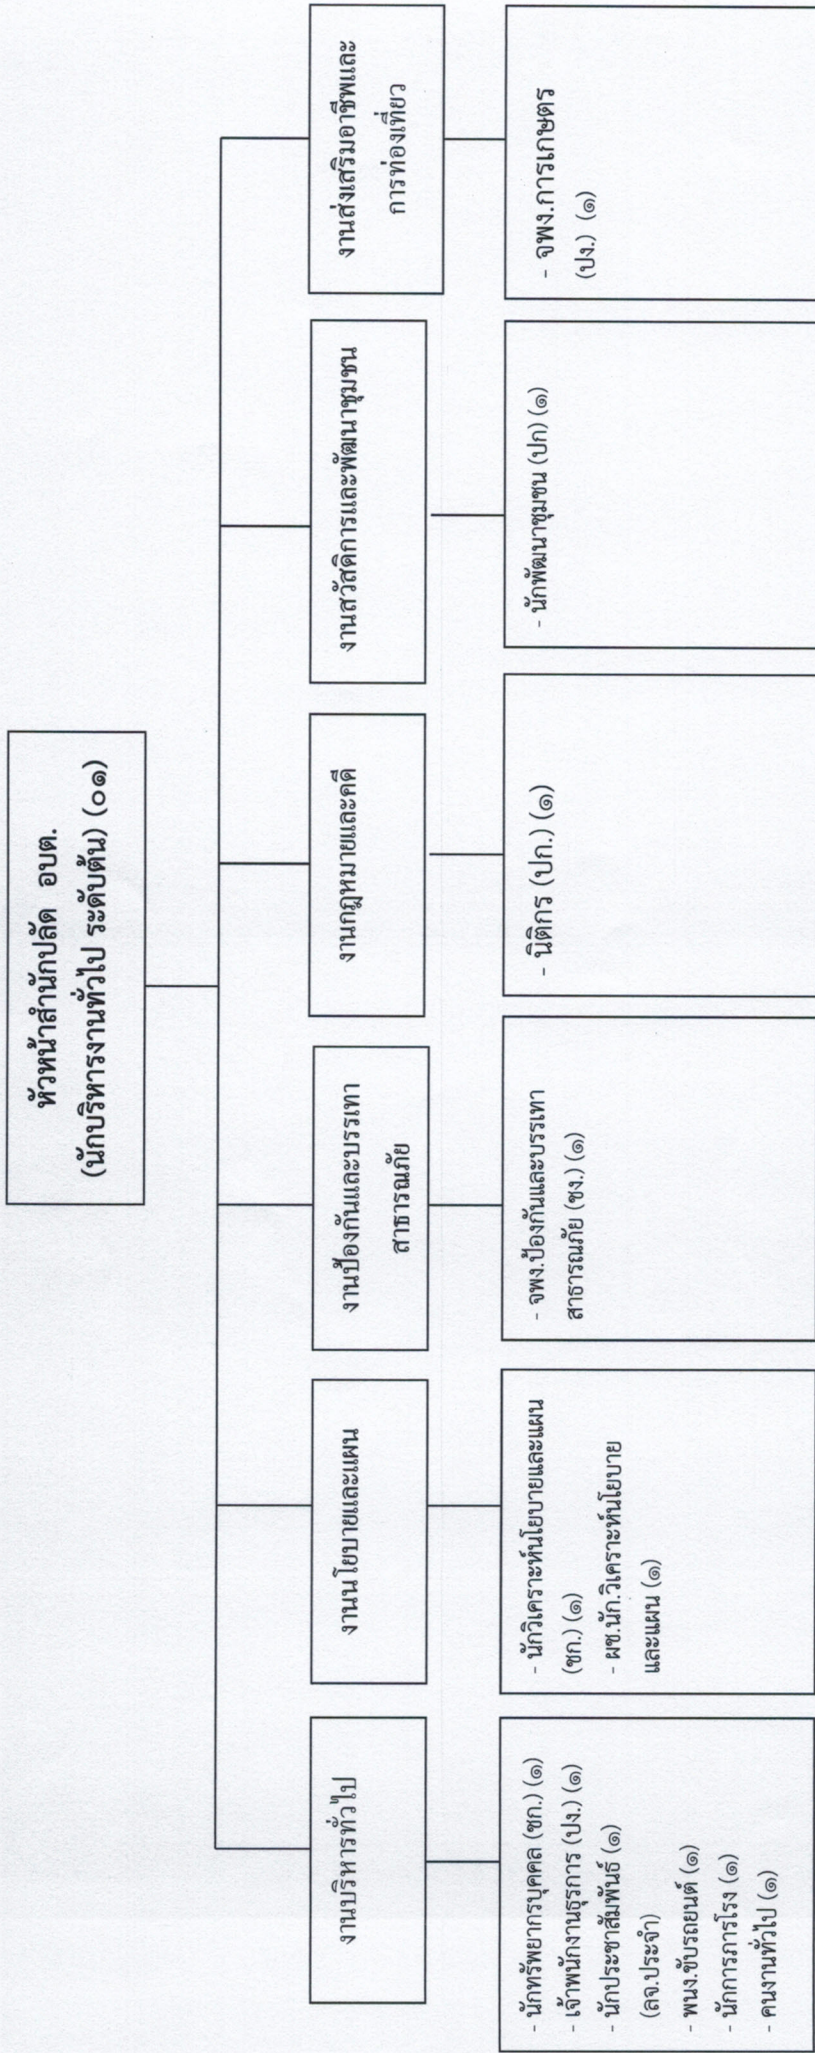 หัวหน้าสำนักปลัด อบต.
(นักบริหารงานทั่วไป ระดับต้น) (๐๑)
งานบริหารทั่วไป
- นักทรัพยากรบุคคล (ชก.) (๑)
- เจ้าพนักงานธุรการ (ปง.) (๑)
- นักประชาสัมพันธ์ (๑)
(ลจ.ประจำ)
- พนง.ขับรถยนต์ (๑)
- นักการภารโรง (๑)
- คนงานทั่วไป (๑)
งานนโยบายและแผน
- นักวิเคราะห์นโยบายและแผน
(ชก.) (๑)
- ผช.นัก.วิเคราะห์นโยบาย
และแผน (๑)
งานป้องกันและบรรเทา
สาธารณภัย
- จพง.ป้องกันและบรรเทา
สาธารณภัย (ชง.) (๑)
งานกฎหมายและคดี
- นิติกร (ปก.) (๑)
งานสวัสดิการและพัฒนาชุมชน
- นักพัฒนาชุมชน (ปก) (๑)
งานส่งเสริมอาชีพและ
การท่องเที่ยว
- จพง.การเกษตร
(ปง.) (๑)